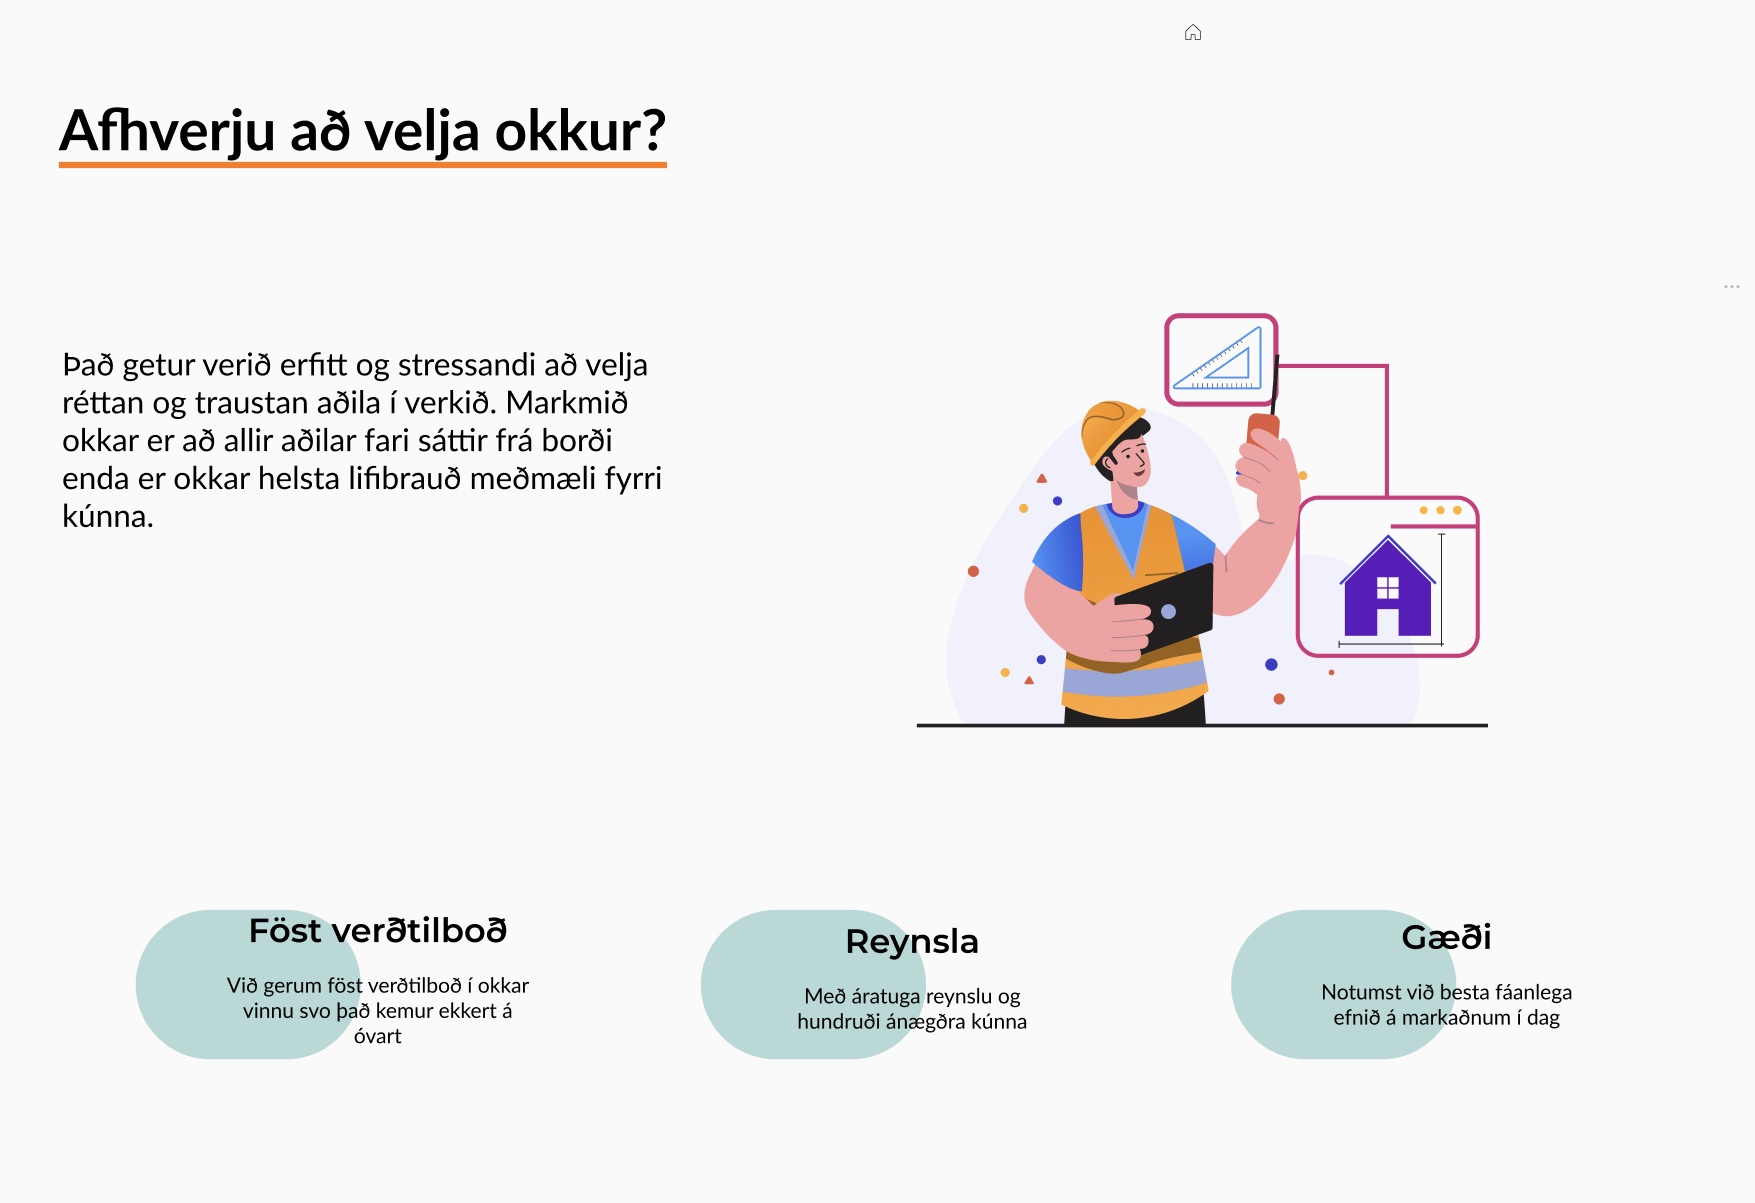 Afhverju að velja okkur?
Það getur verið erfitt og stressandi að velja
réttan og traustan aðila í verkið. Markmið
okkar er að allir aðilar fari sáttir frá borði
enda er okkar helsta lifibrauð meðmæli fyrri
kúnna.
Föst verðtilboð
Við gerum föst verðtilboð í okkar
vinnu svo það kemur ekkert á
óvart
Reynsla
Með áratuga reynslu og
hundruði ánægðra kúnna
Gæði
Notumst við besta fáanlega
efnið á markaðnum í dag